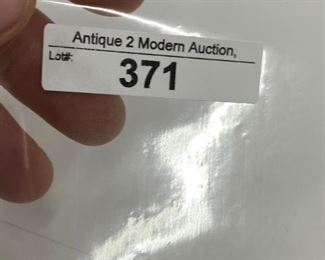 Antique 2 Modern Auction,
Lot#:
371